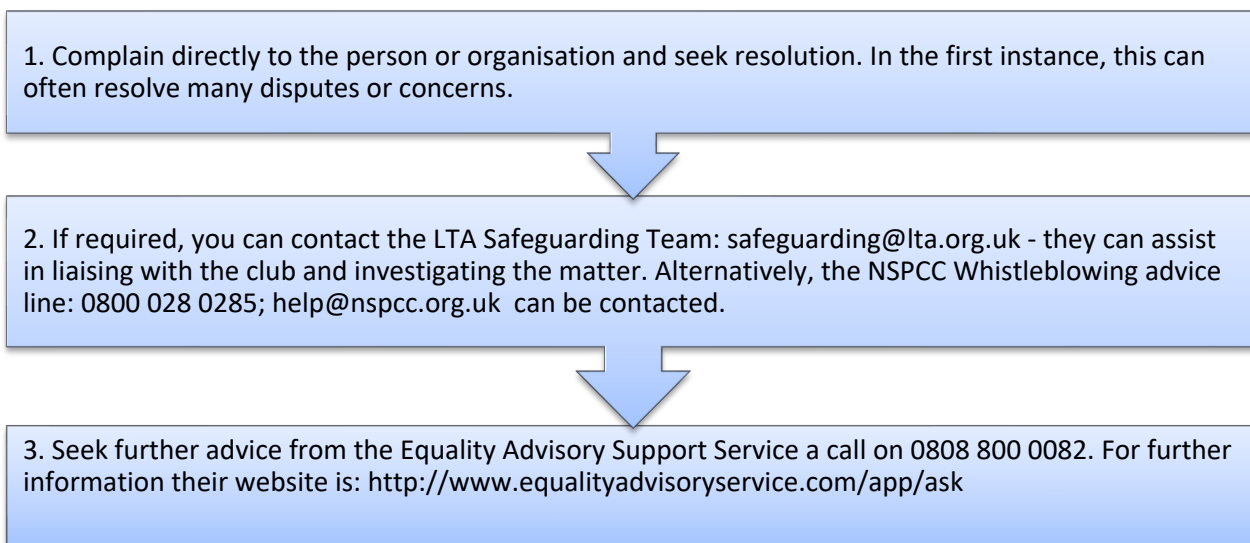 1. Complain directly to the person or organisation and seek resolution. In the first instance, this can
often resolve many disputes or concerns.
2. If required, you can contact the LTA Safeguarding Team: safeguarding@lta.org.uk - they can assist
in liaising with the club and investigating the matter. Alternatively, the NSPCC Whistleblowing advice
line: 0800 028 0285; help@nspcc.org.uk  can be contacted.
3. Seek further advice from the Equality Advisory Support Service a call on 0808 800 0082. For further
information their website is: http://www.equalityadvisoryservice.com/app/ask